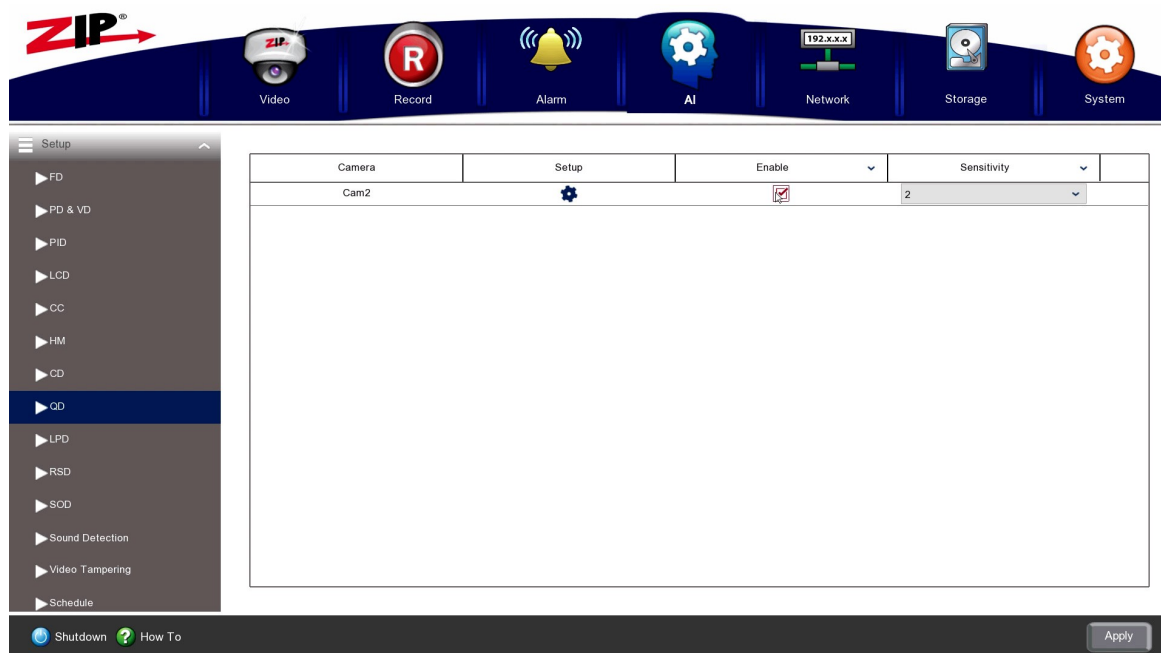 ZIP®
ZIP
R
192.x.x.x
Video
Record
Alarm
AI
Network
Storage
System
Setup
FD
PD & VD
PID
LCD
CC
HM
CD
QD
LPD
RSD
SOD
Sound Detection
Video Tampering
Schedule
Camera Setup Enable Sensitivity
Cam2 2
Shutdown ? How To
Apply